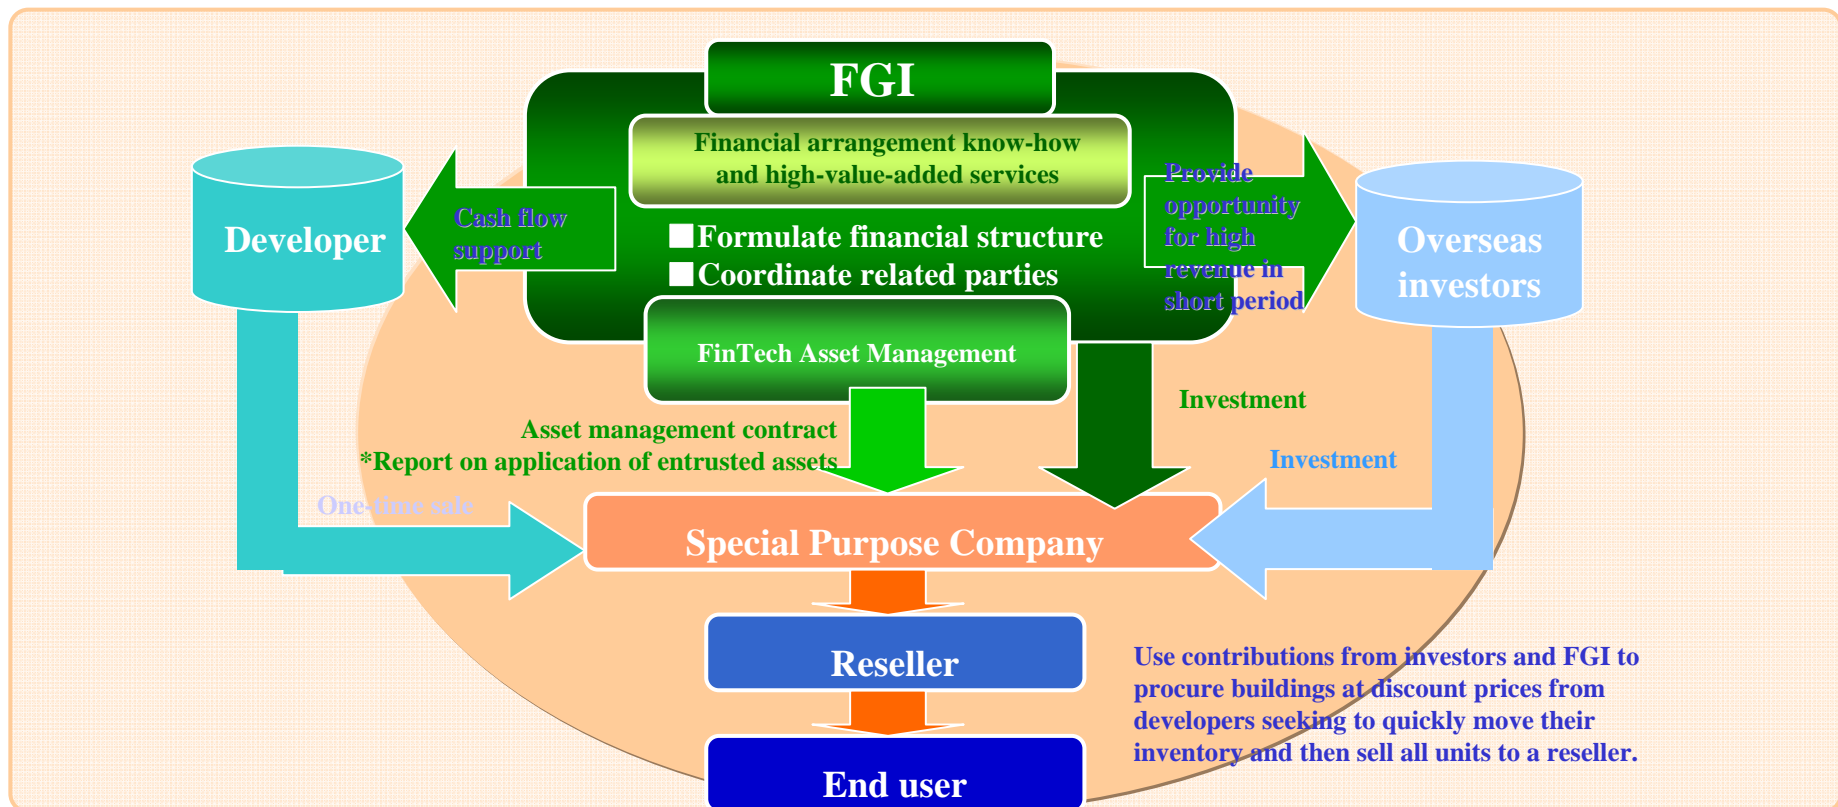 FGI
Financial arrangement know-how
and high-value-added services
■Formulate financial structure
■Coordinate related parties
FinTech Asset Management
Developer
Cash flow
support
Provide
opportunity
for high
revenue in
short period
Overseas
investors
Asset management contract
*Report on application of entrusted assets
Investment
Investment
One-time sale
Special Purpose Company
Reseller
End user
Use contributions from investors and FGI to
procure buildings at discount prices from
developers seeking to quickly move their
inventory and then sell all units to a reseller.